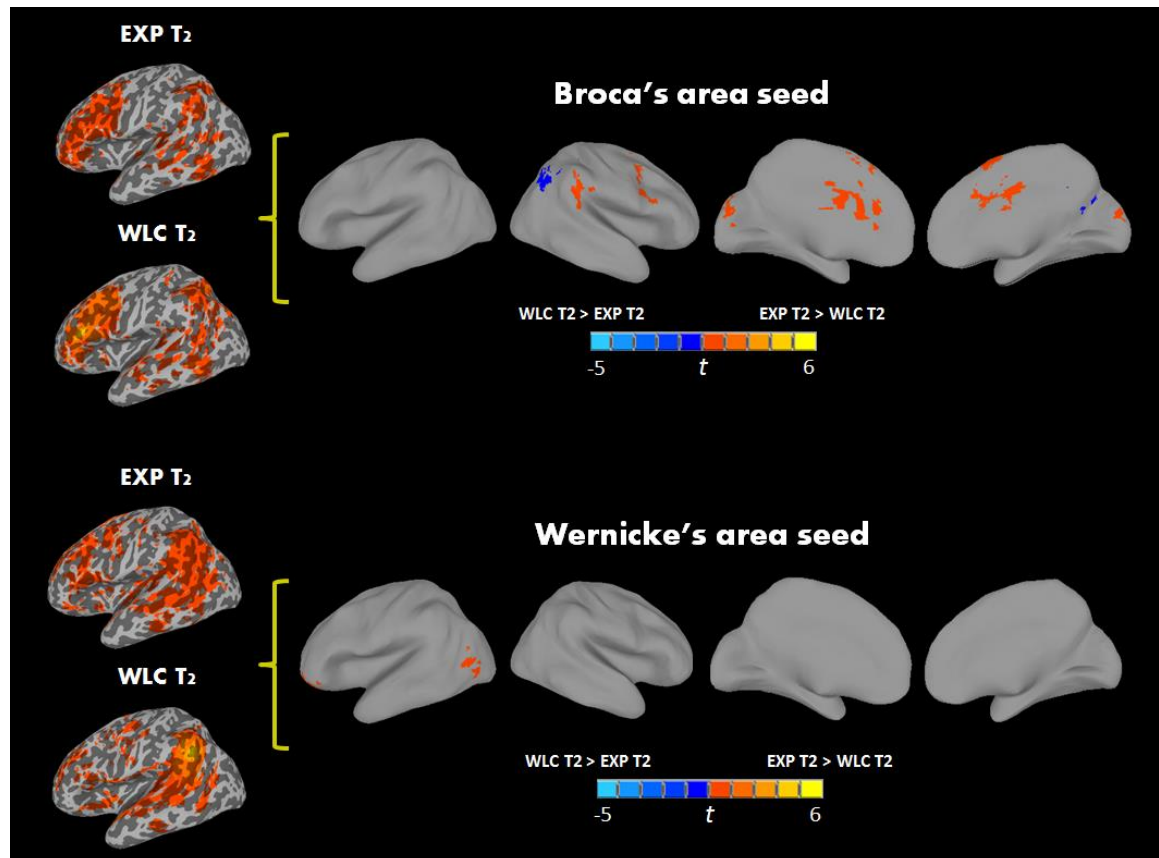 EXP T₂
Broca's area seed
WLC T₂
WLC T2 > EXP T2 EXP T2 > WLC T2
-5 t 6
EXP T₂
Wernicke's area seed
WLC T₂
WLC T2 > EXP T2 EXP T2 > WLC T2
-5 t 6